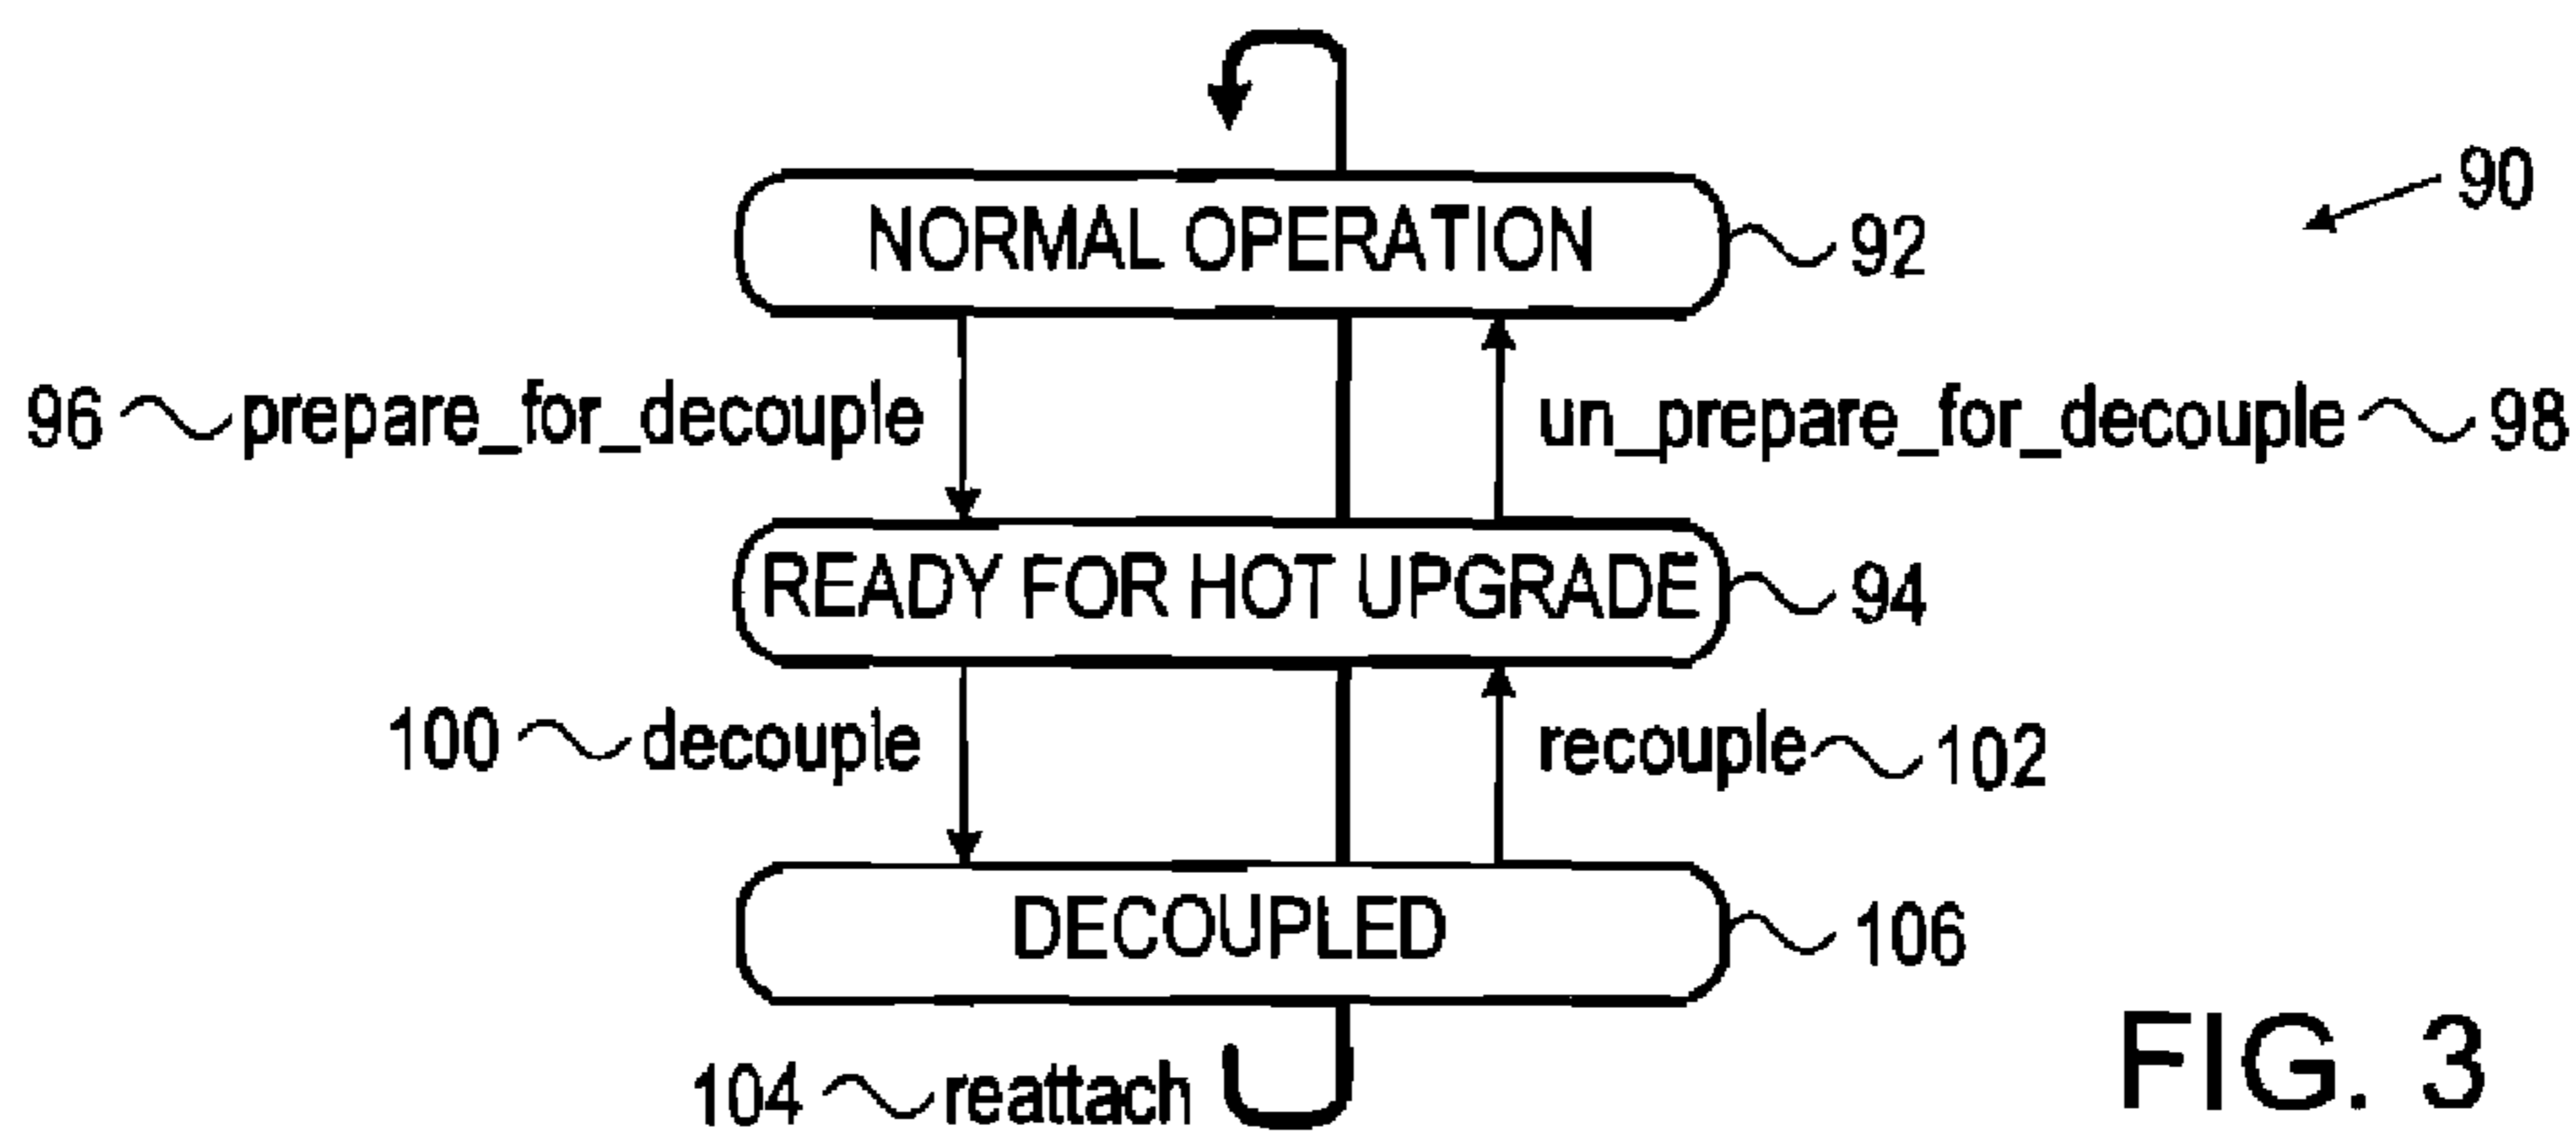 90
NORMAL OPERATION 92
96 prepare_for_decouple un_prepare_for_decouple 98
READY FOR HOT UPGRADE 94
100 decouple recouple 102
DECOUPLED 106
104 reattach
FIG. 3